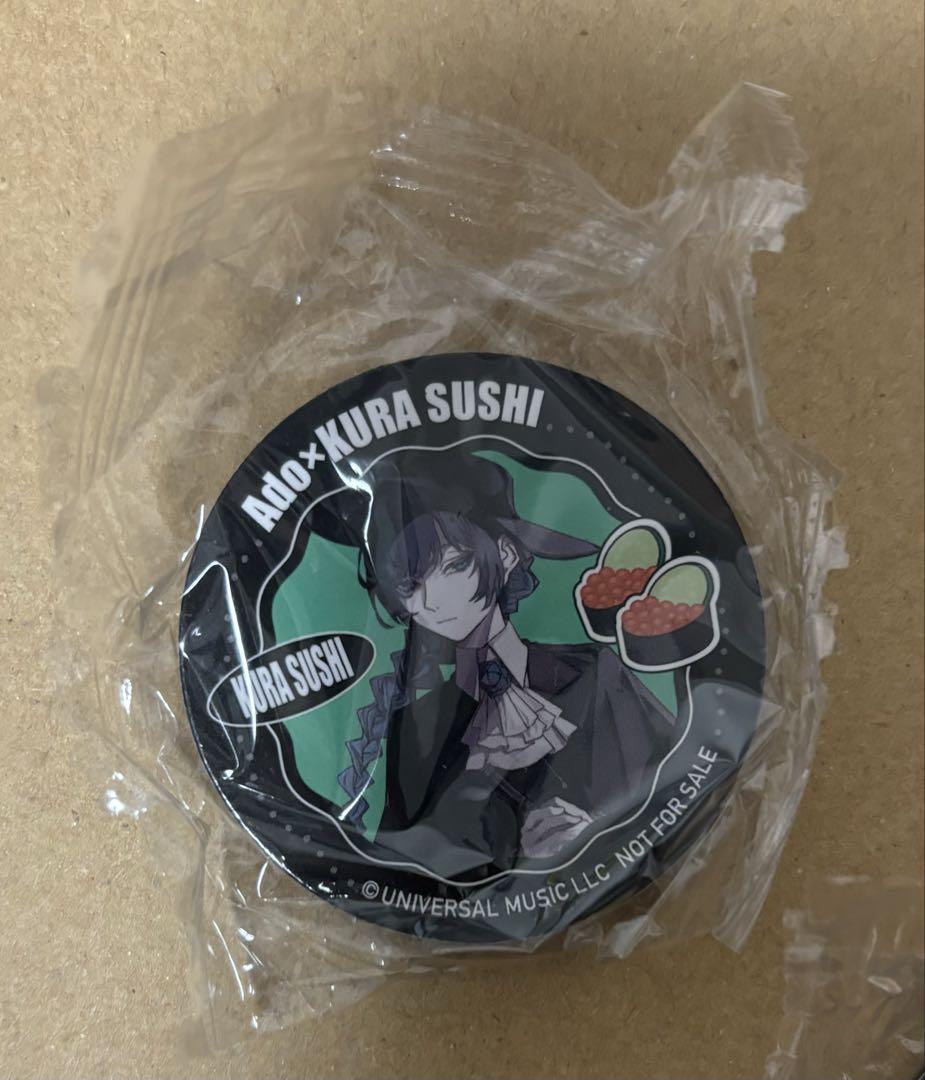 Ado×KURA SUSHI
KURA SUSHI
©UNIVERSAL MUSIC LLC NOT FOR SALE